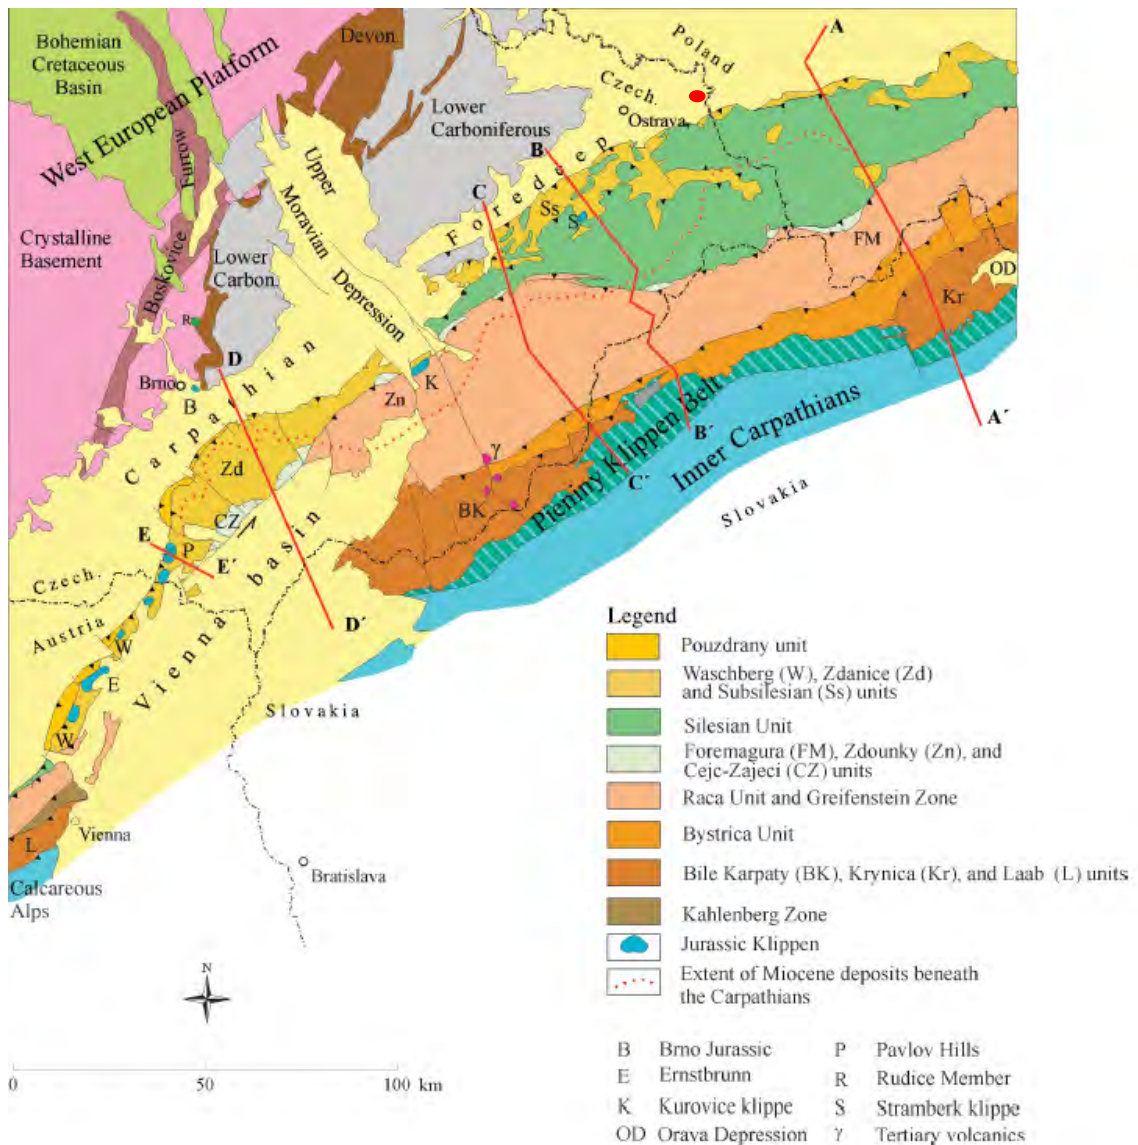 Bohemian
Cretaceous
Basin
West European Platform
Devon.
Lower
Carboniferous
Poland
Czech.
Ostrava
A
Furrow
Upper
Moravian Depression
B
C
Foredeep
Ss
S
Crystalline
Basement
Boskovice
Lower
Carbon.
FM
OD
Kr
R
D
Brno
B
K
Zn
Carpathian
A´
B´
C´
Pieniny Klippen Belt
Inner Carpathians
Slovakia
Zd
γ
BK
CZ
E
P
E´
Czech.
Austria
Vienna basin
D´
W
E
W
Slovakia
L
Vienna
Bratislava
Calcareous
Alps
N
0 50 100 km
Legend
Pouzdrany unit
Waschberg (W), Zdanice (Zd)
and Subsilesian (Ss) units
Silesian Unit
Foremagura (FM), Zdounky (Zn), and
Cejc-Zajeci (CZ) units
Raca Unit and Greifenstein Zone
Bystrica Unit
Bile Karpaty (BK), Krynica (Kr), and Laab (L) units
Kahlenberg Zone
Jurassic Klippen
Extent of Miocene deposits beneath
the Carpathians
B Brno Jurassic P Pavlov Hills
E Ernstbrunn R Rudice Member
K Kurovice klippe S Stramberk klippe
OD Orava Depression γ Tertiary volcanics